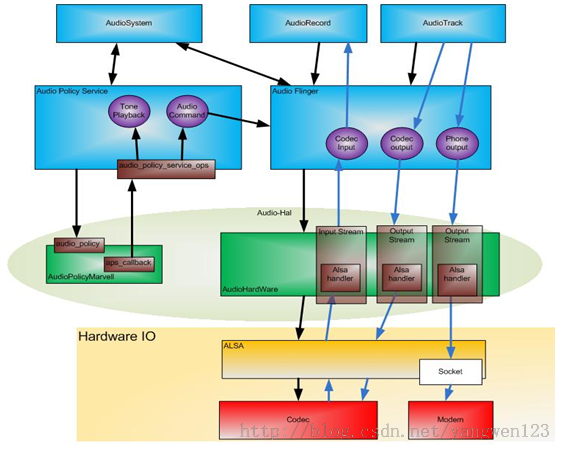 AudioSystem
AudioRecord
AudioTrack
Audio Policy Service
Tone
Playback
Audio
Command
audio_policy_service_ops
Audio Flinger
Codec
Input
Codec
output
Phone
output
Audio-Hal
audio_policy
aps_callback
AudioPolicyMarvell
Input Stream
Alsa
handler
Output
Stream
Alsa
handler
Output
Stream
Alsa
handler
AudioHardWare
Hardware IO
ALSA
Socket
Codec
Modem
http://blog.csdn.net/yangwen123